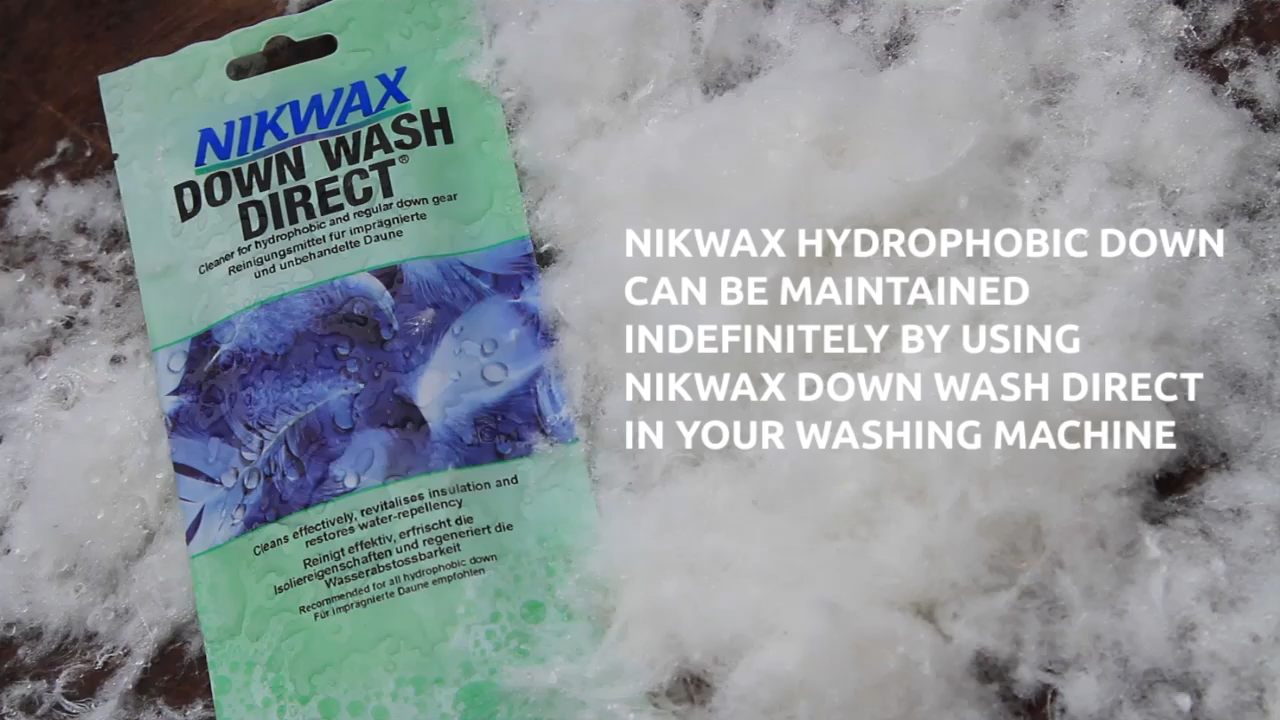 NIKWAX
DOWN WASH
DIRECT®
Cleaner for hydrophobic and regular down gear
Reinigungsmittel für imprägnierte
und unbehandelte Daune
Cleans effectively, revitalises insulation and
restores water-repellency
Reinigt effektiv, erfrischt die
Isoliereigenschaften und regeneriert die
Wasserabstossbarkeit
Recommended for all hydrophobic down
Für imprägnierte Daune empfohlen
NIKWAX HYDROPHOBIC DOWN
CAN BE MAINTAINED
INDEFINITELY BY USING
NIKWAX DOWN WASH DIRECT
IN YOUR WASHING MACHINE